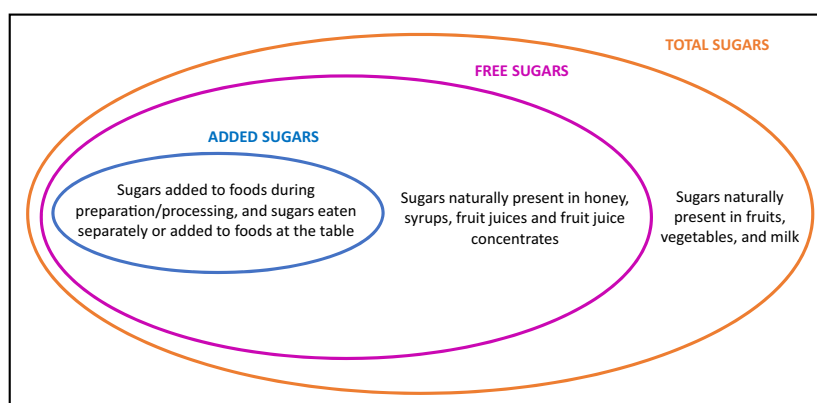 TOTAL SUGARS
FREE SUGARS
ADDED SUGARS
Sugars added to foods during
preparation/processing, and sugars eaten
separately or added to foods at the table
Sugars naturally present in honey,
syrups, fruit juices and fruit juice
concentrates
Sugars naturally
present in fruits,
vegetables, and milk